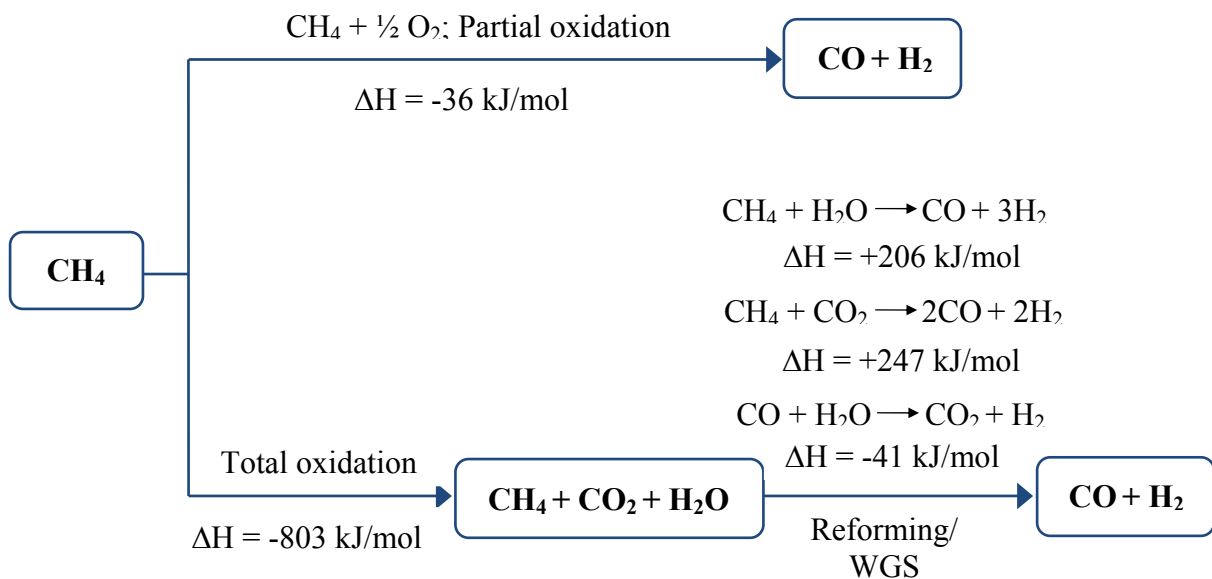 CH₄ + ½ O₂; Partial oxidation
CO + H₂
ΔH = -36 kJ/mol
CH₄ + H₂O ⟶ CO + 3H₂
ΔH = +206 kJ/mol
CH₄
CH₄ + CO₂ ⟶ 2CO + 2H₂
ΔH = +247 kJ/mol
CO + H₂O ⟶ CO₂ + H₂
Total oxidation
ΔH = -41 kJ/mol
CH₄ + CO₂ + H₂O
CO + H₂
ΔH = -803 kJ/mol
Reforming/
WGS